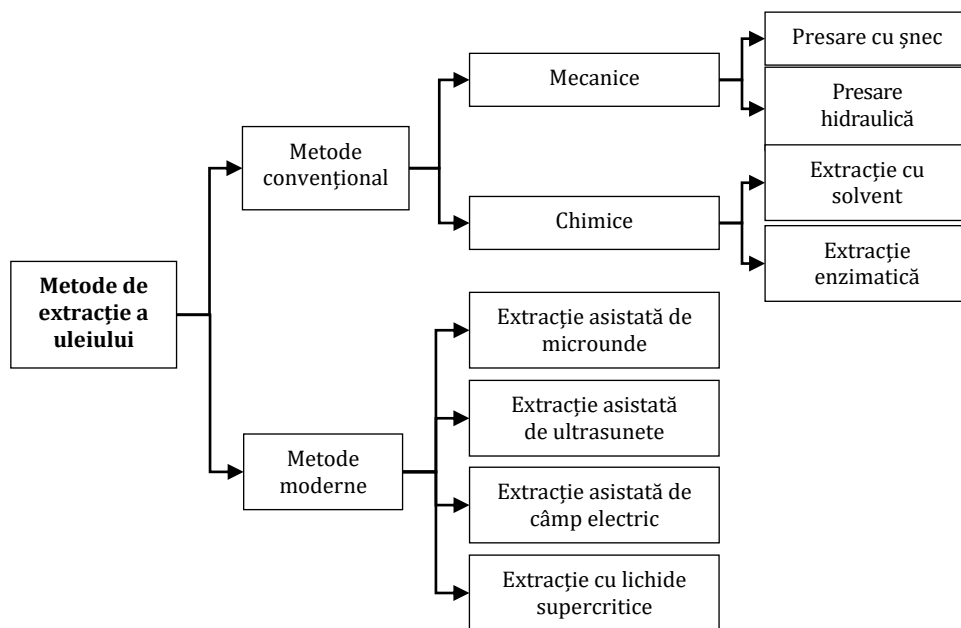 Metode de
extracție a
uleiului
Metode
convențional
Mecanice
Presare cu șnec
Presare
hidraulică
Chimice
Extracție cu
solvent
Extracție
enzimatică
Metode
moderne
Extracție asistată de
microunde
Extracție asistată
de ultrasunete
Extracție asistată de
câmp electric
Extracție cu lichide
supercritice